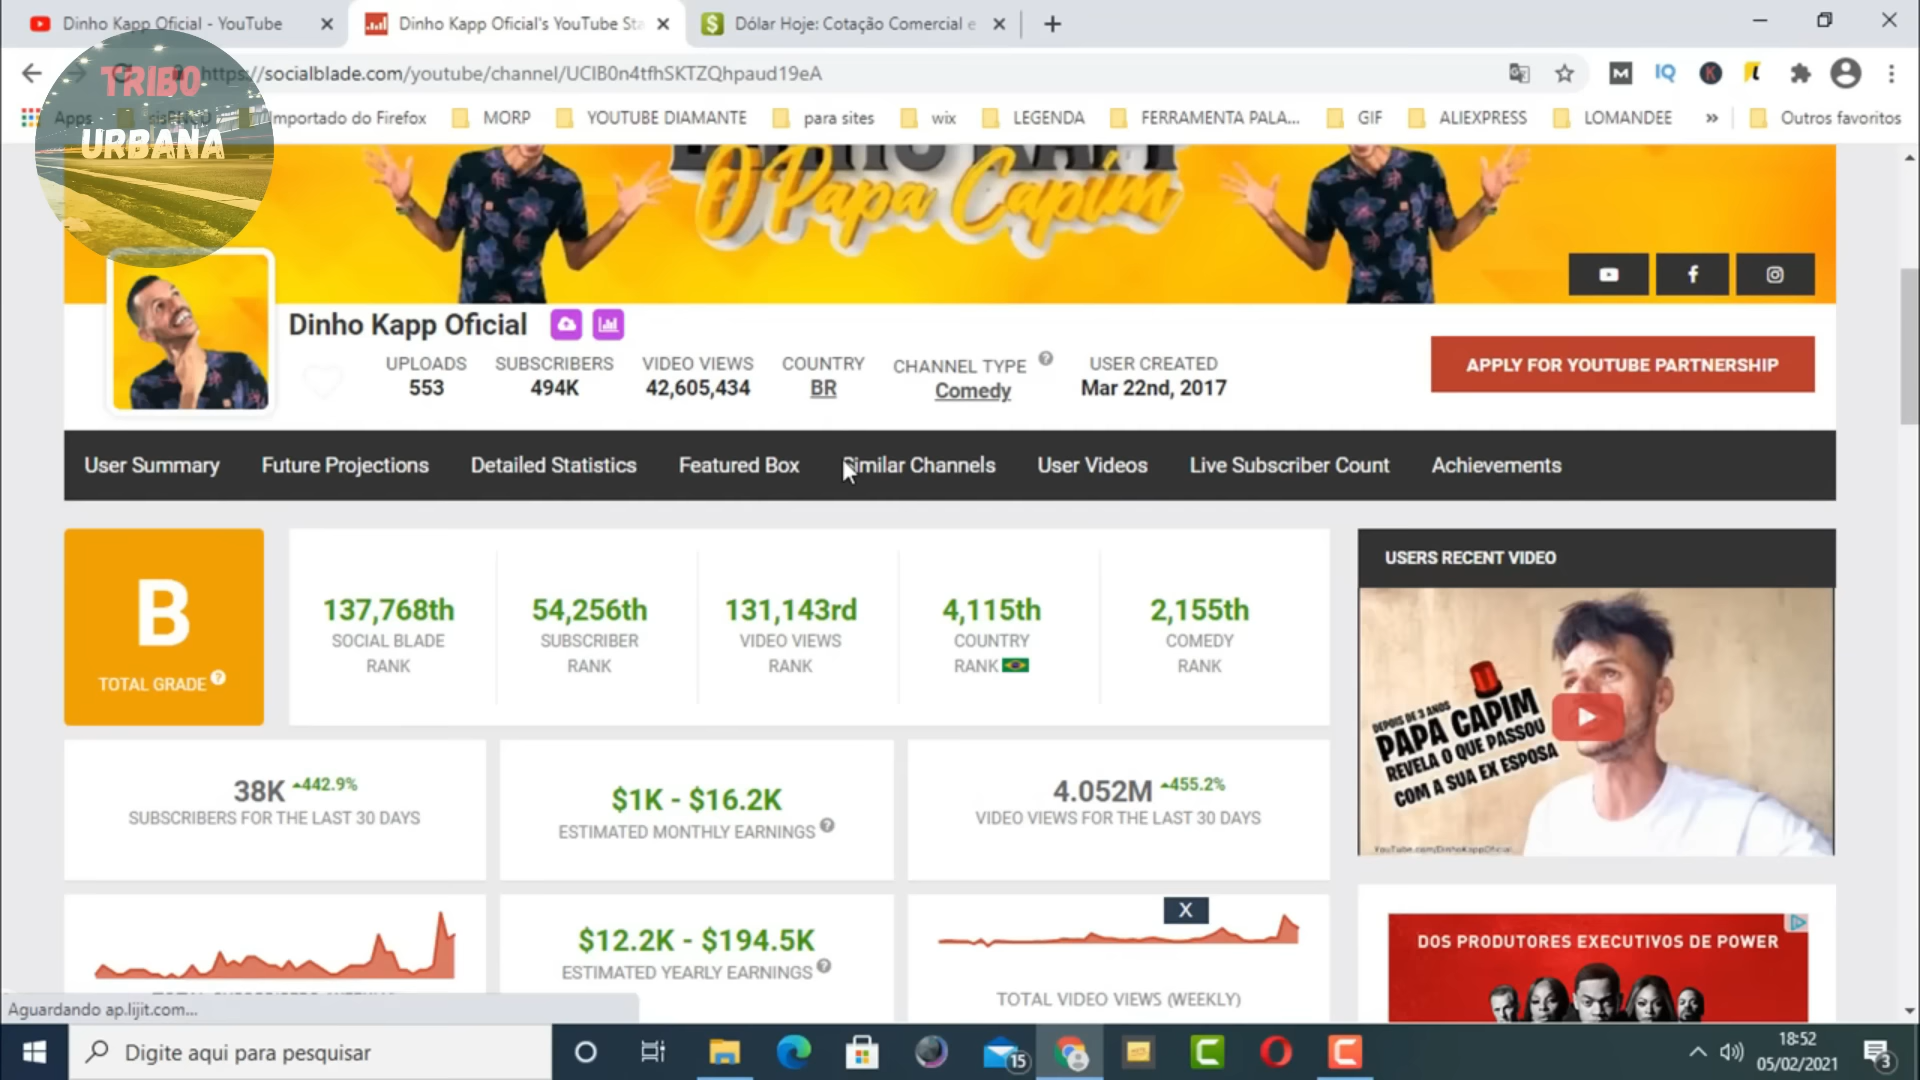 Dinho Kapp Oficial - YouTube
Dinho Kapp Oficial's YouTube Sta
Dólar Hoje: Cotação Comercial e
https://socialblade.com/youtube/channel/UCIB0n4tfhSKTZQhpaud19eA
TRIBO
URBANA
Apps
Importado do Firefox
MORP
YOUTUBE DIAMANTE
para sites
wix
LEGENDA
FERRAMENTA PALA...
GIF
ALIEXPRESS
LOMANDEE
»
Outros favoritos
O Papa Capim
Dinho Kapp Oficial
UPLOADS
553
SUBSCRIBERS
494K
VIDEO VIEWS
42,605,434
COUNTRY
BR
CHANNEL TYPE
Comedy
USER CREATED
Mar 22nd, 2017
APPLY FOR YOUTUBE PARTNERSHIP
User Summary
Future Projections
Detailed Statistics
Featured Box
Similar Channels
User Videos
Live Subscriber Count
Achievements
B
TOTAL GRADE
137,768th
SOCIAL BLADE
RANK
54,256th
SUBSCRIBER
RANK
131,143rd
VIDEO VIEWS
RANK
4,115th
COUNTRY
RANK
2,155th
COMEDY
RANK
USERS RECENT VIDEO
DEPOIS DE 3 ANOS
PAPA CAPIM
REVELA O QUE PASSOU
COM A SUA EX ESPOSA
YouTube.com/DinhoKappOficial
38K 442.9%
SUBSCRIBERS FOR THE LAST 30 DAYS
$1K - $16.2K
ESTIMATED MONTHLY EARNINGS
4.052M 455.2%
VIDEO VIEWS FOR THE LAST 30 DAYS
$12.2K - $194.5K
ESTIMATED YEARLY EARNINGS
X
TOTAL VIDEO VIEWS (WEEKLY)
DOS PRODUTORES EXECUTIVOS DE POWER
Aguardando ap.lijit.com...
Digite aqui para pesquisar
15
18:52
05/02/2021
3